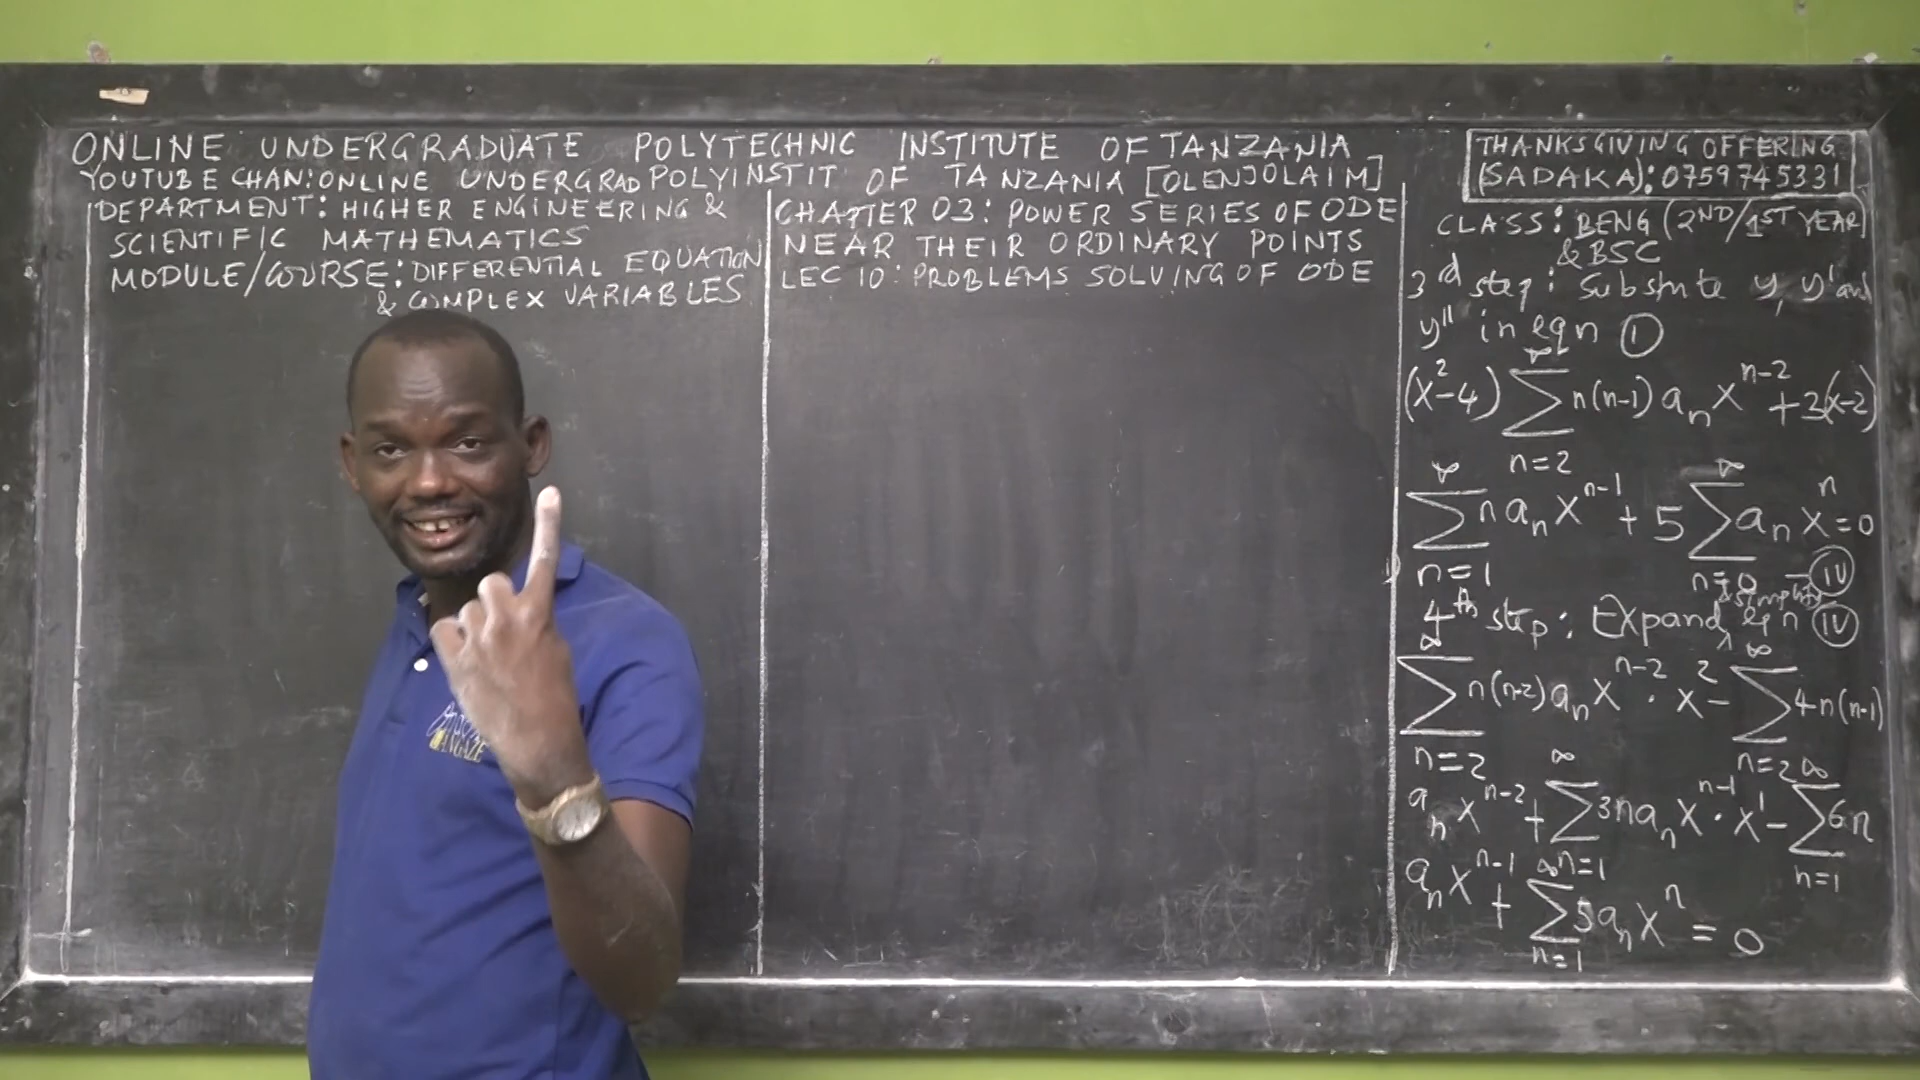 ONLINE UNDERGRADUATE POLYTECHNIC INSTITUTE OF TANZANIA
YOUTUBE CHAN: ONLINE UNDERGRAD POLYINSTIT OF TANZANIA [OLENJOLAIM]
DEPARTMENT: HIGHER ENGINEERING &
SCIENTIFIC MATHEMATICS
MODULE/COURSE: DIFFERENTIAL EQUATION
& COMPLEX VARIABLES
CHAPTER 03: POWER SERIES OF ODE
NEAR THEIR ORDINARY POINTS
LEC 10: PROBLEMS SOLVING OF ODE
THANKSGIVING OFFERING
(SADAKA): 0759745331
CLASS: BENG (2ND/1ST YEAR)
& BSC
3rd step: Substitute y, y' and
y'' in eqn ①
(x²-4) ∑_{n=2}^{∞} n(n-1) aₙ x^{n-2} + 3(x-2)
∑_{n=1}^{∞} n aₙ x^{n-1} + 5 ∑_{n=0}^{∞} aₙ xⁿ = 0 — (IV)
4th step: Expand & simplify eqn (IV)
∑_{n=2}^{∞} n(n-2) aₙ x^{n-2} · x² - ∑_{n=2}^{∞} 4n(n-1)
aₙ x^{n-2} + ∑_{n=1}^{∞} 3n aₙ x^{n-1} · x¹ - ∑_{n=1}^{∞} 6n
aₙ x^{n-1} + ∑_{n=1}^{∞} 5aₙ xⁿ = 0
ANGAZE